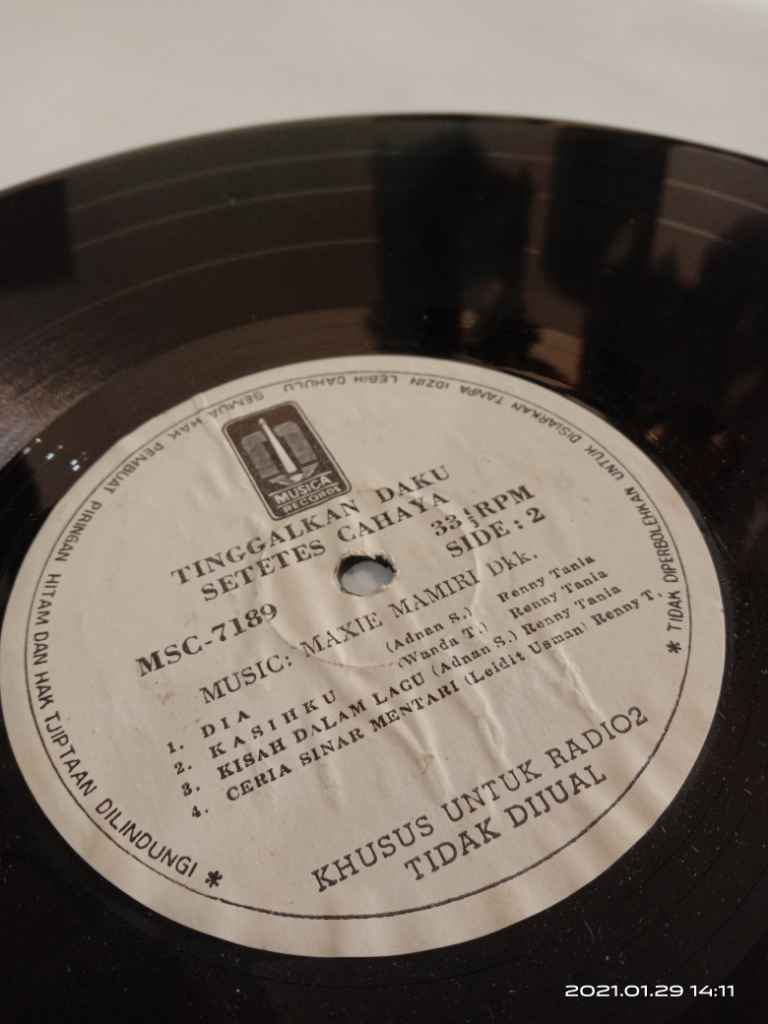 MUSICA
RECORDS
TINGGALKAN DAKU
SETETES CAHAYA
33 1/3 RPM
SIDE : 2
MSC-7189
MUSIC: MAXIE MAMIRI Dkk.
1. DIA (Adnan S.) Renny Tania
2. KASIHKU (Wanda T.) Renny Tania
3. KISAH DALAM LAGU (Adnan S.) Renny Tania
4. CERIA SINAR MENTARI (Leidit Usman) Renny T.
KHUSUS UNTUK RADIO2
TIDAK DIJUAL
SEMUA HAK PEMBUAT PIRINGAN HITAM DAN HAK TJIPTAAN DILINDUNGI *
* TIDAK DIPERBOLEHKAN UNTUK DISIARKAN TANPA IDZIN LEBIH DAHULU
2021.01.29 14:11